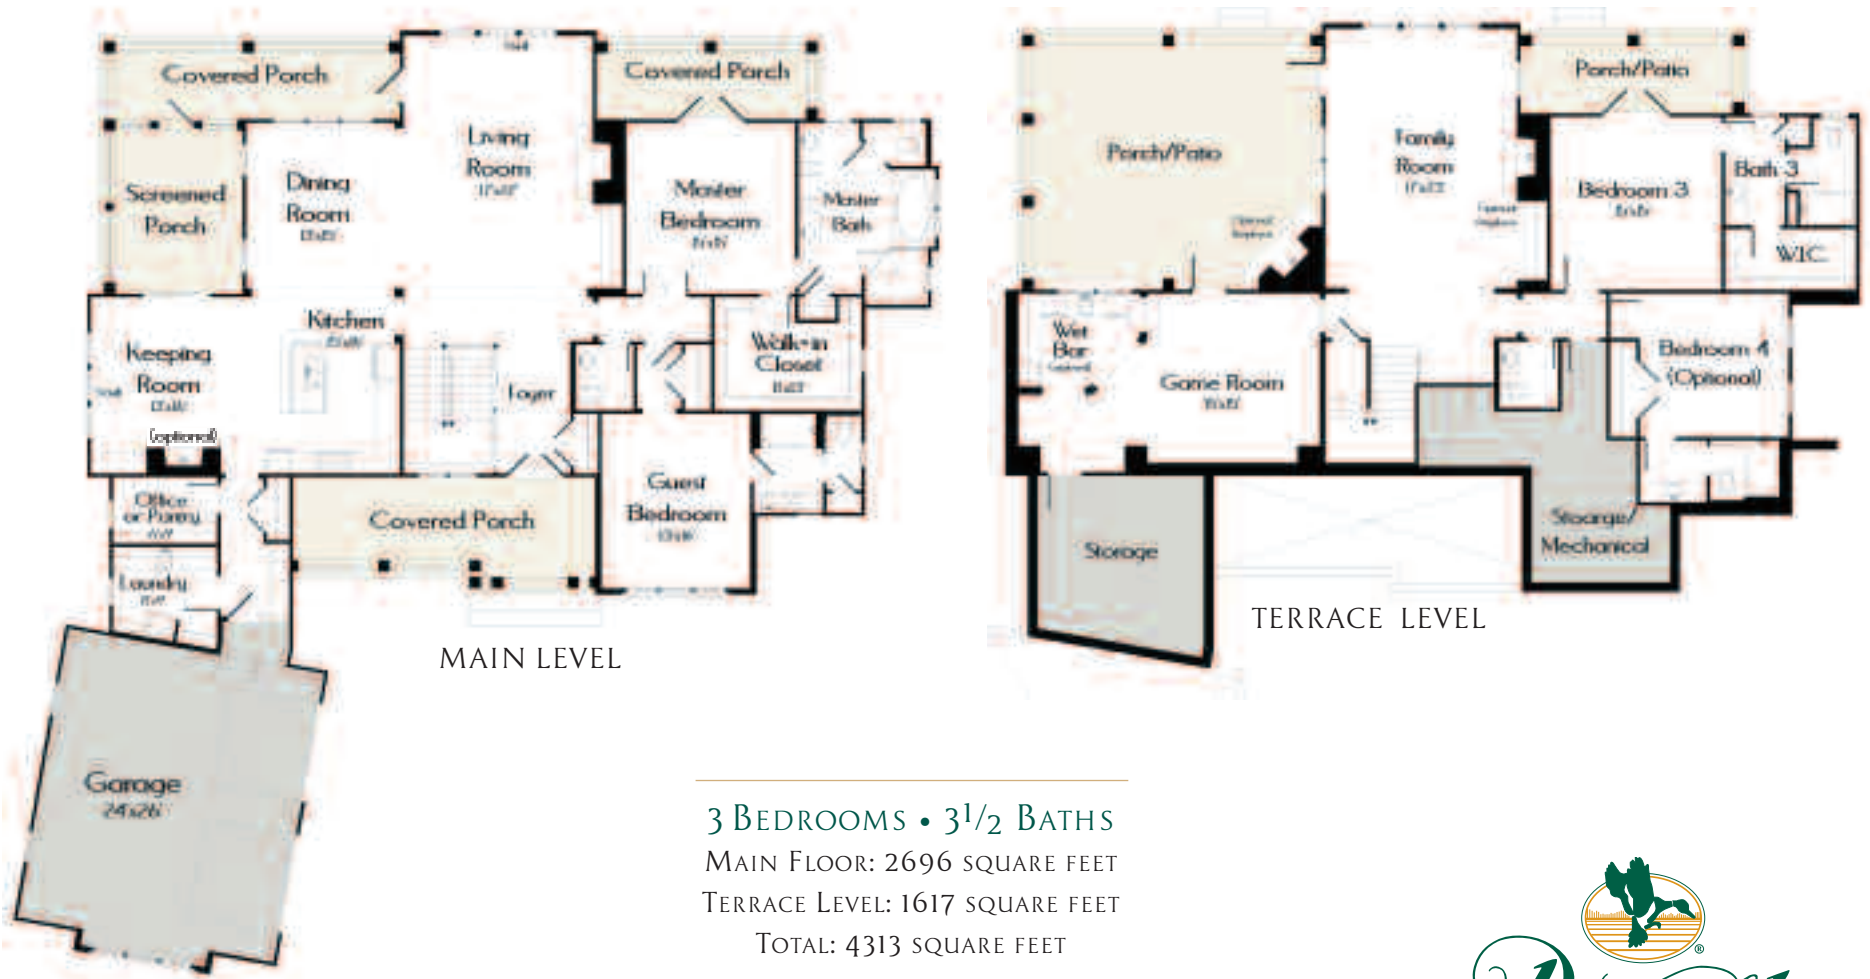 Covered Porch
Covered Porch
Living
Room
Dining
Room
Screened
Porch
Master
Bedroom
Master
Bath
Kitchen
Keeping
Room
(optional)
Foyer
Walk-in
Closet
Office
or Pantry
Covered Porch
Guest
Bedroom
Laundry
Garage
24'x26'
MAIN LEVEL
Porch/Patio
Porch/Patio
Family
Room
Bedroom 3
Bath 3
W.I.C.
Wet
Bar
Game Room
Bedroom 4
(Optional)
Storage
Stoarge/
Mechanical
TERRACE LEVEL
3 BEDROOMS • 3 1/2 BATHS
MAIN FLOOR: 2696 SQUARE FEET
TERRACE LEVEL: 1617 SQUARE FEET
TOTAL: 4313 SQUARE FEET
®